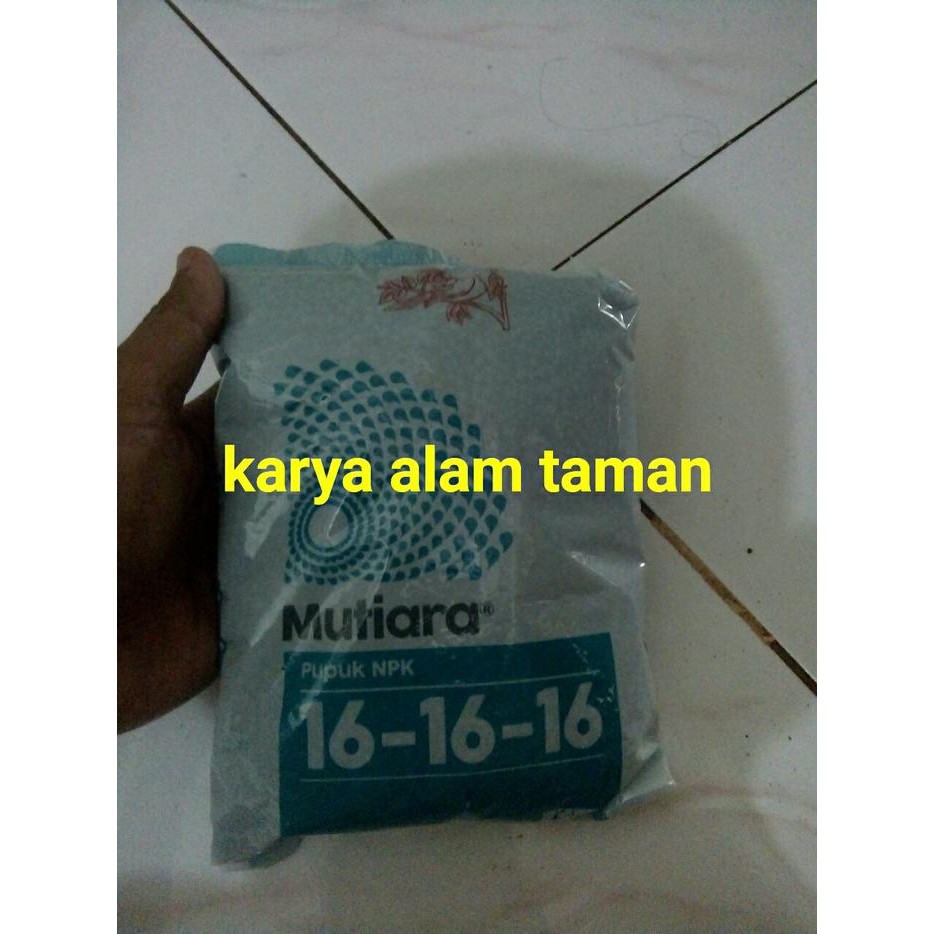 karya alam taman
Mutiara®
Pupuk NPK
16-16-16